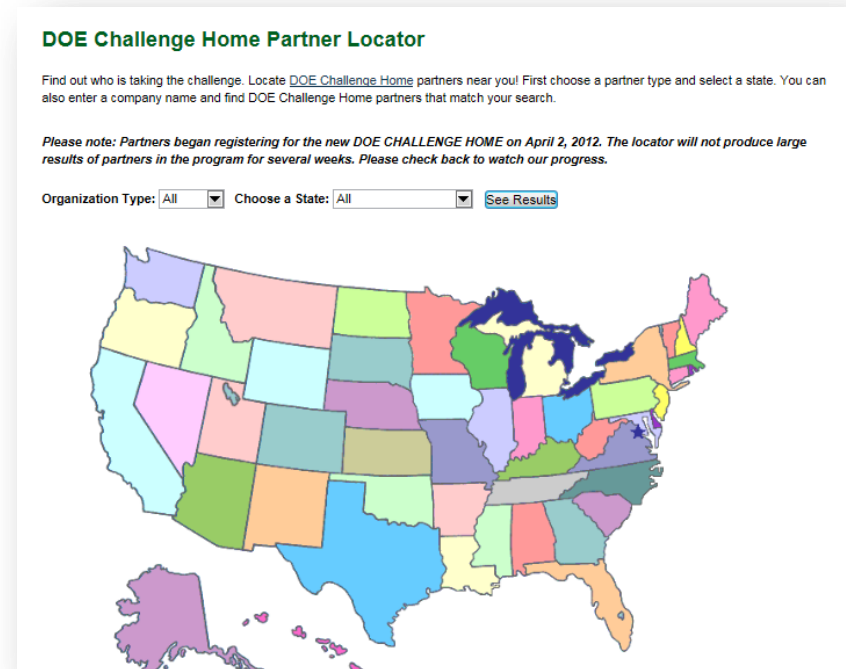 DOE Challenge Home Partner Locator
Find out who is taking the challenge. Locate DOE Challenge Home partners near you! First choose a partner type and select a state. You can
also enter a company name and find DOE Challenge Home partners that match your search.
Please note: Partners began registering for the new DOE CHALLENGE HOME on April 2, 2012. The locator will not produce large
results of partners in the program for several weeks. Please check back to watch our progress.
Organization Type: All Choose a State: All See Results